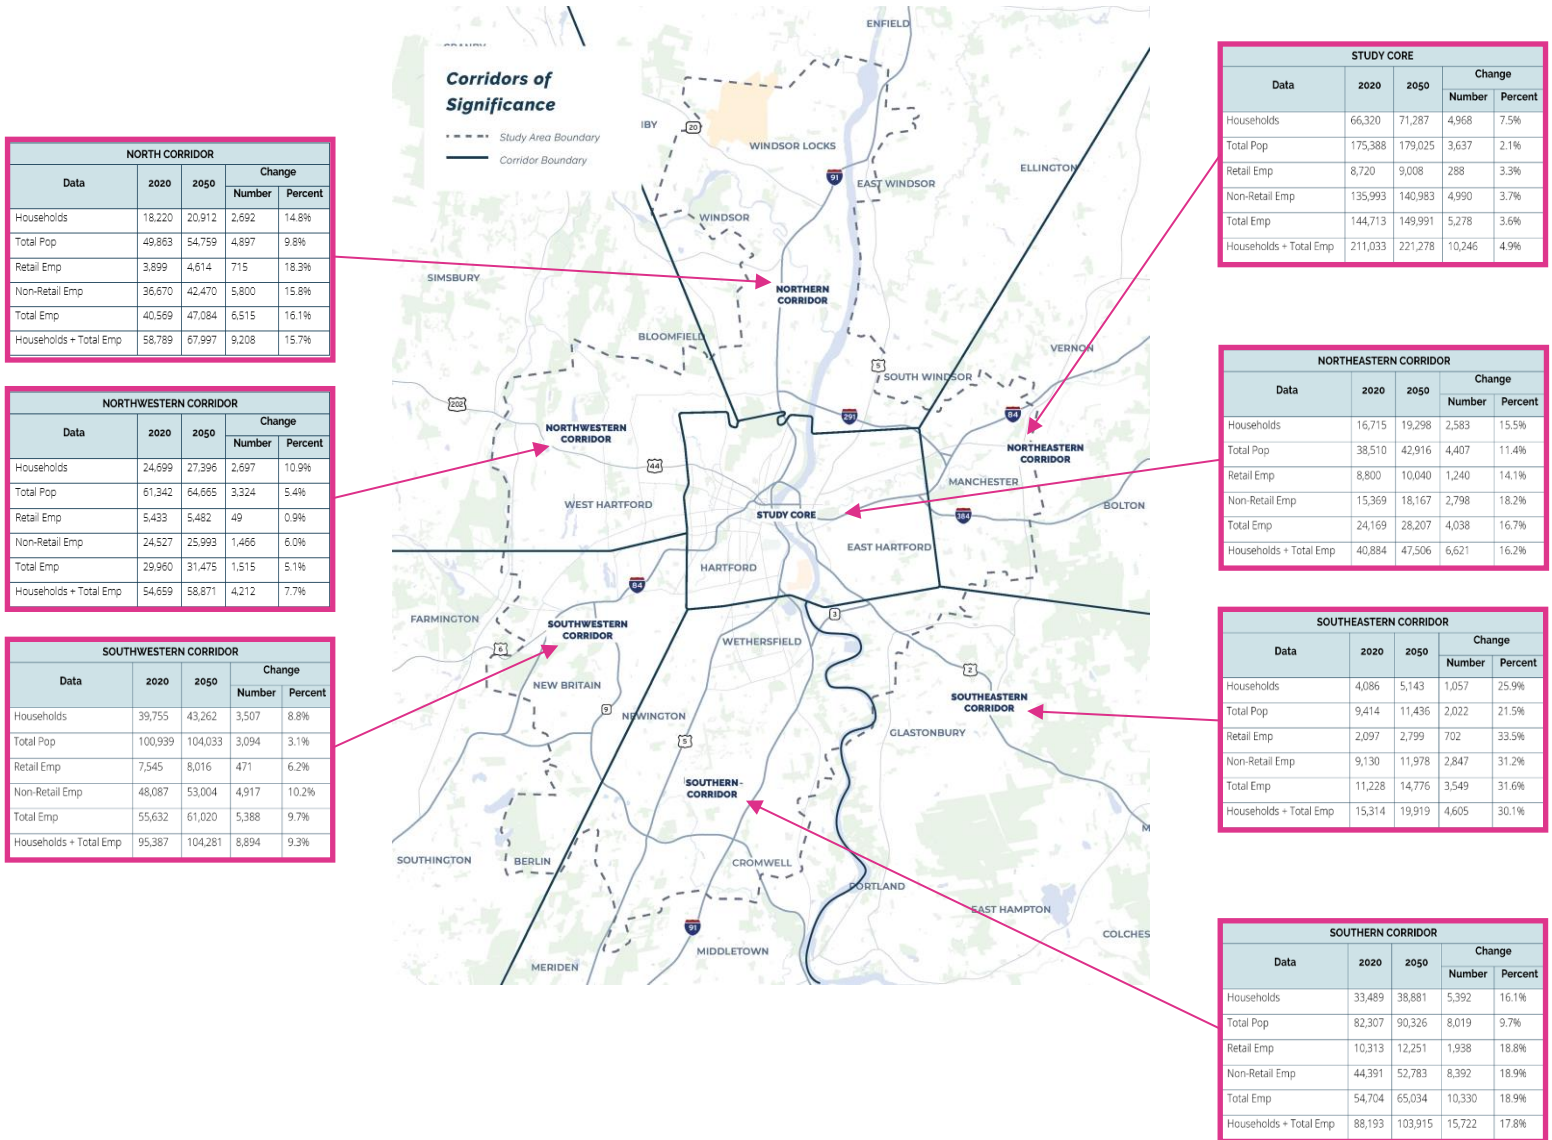 Corridors of
Significance
Study Area Boundary
Corridor Boundary
NORTH CORRIDOR
Data 2020 2050 Change
Number Percent
Households 18,220 20,912 2,692 14.8%
Total Pop 49,863 54,759 4,897 9.8%
Retail Emp 3,899 4,614 715 18.3%
Non-Retail Emp 36,670 42,470 5,800 15.8%
Total Emp 40,569 47,084 6,515 16.1%
Households + Total Emp 58,789 67,997 9,208 15.7%
NORTHWESTERN CORRIDOR
Data 2020 2050 Change
Number Percent
Households 24,699 27,396 2,697 10.9%
Total Pop 61,342 64,665 3,324 5.4%
Retail Emp 5,433 5,482 49 0.9%
Non-Retail Emp 24,527 25,993 1,466 6.0%
Total Emp 29,960 31,475 1,515 5.1%
Households + Total Emp 54,659 58,871 4,212 7.7%
SOUTHWESTERN CORRIDOR
Data 2020 2050 Change
Number Percent
Households 39,755 43,262 3,507 8.8%
Total Pop 100,939 104,033 3,094 3.1%
Retail Emp 7,545 8,016 471 6.2%
Non-Retail Emp 48,087 53,004 4,917 10.2%
Total Emp 55,632 61,020 5,388 9.7%
Households + Total Emp 95,387 104,281 8,894 9.3%
ENFIELD
20
IBY
WINDSOR LOCKS
91
EAST WINDSOR
ELLINGTON
WINDSOR
SIMSBURY
NORTHERN
CORRIDOR
BLOOMFIELD
VERNON
5
SOUTH WINDSOR
202
291
84
NORTHWESTERN
CORRIDOR
NORTHEASTERN
CORRIDOR
44
MANCHESTER
WEST HARTFORD
BOLTON
STUDY CORE
384
EAST HARTFORD
HARTFORD
84
3
FARMINGTON
SOUTHWESTERN
CORRIDOR
WETHERSFIELD
6
2
NEW BRITAIN
SOUTHEASTERN
CORRIDOR
9
NEWINGTON
GLASTONBURY
5
SOUTHERN-
CORRIDOR
M
SOUTHINGTON
BERLIN
CROMWELL
PORTLAND
EAST HAMPTON
91
COLCHES
MIDDLETOWN
MERIDEN
STUDY CORE
Data 2020 2050 Change
Number Percent
Households 66,320 71,287 4,968 7.5%
Total Pop 175,388 179,025 3,637 2.1%
Retail Emp 8,720 9,008 288 3.3%
Non-Retail Emp 135,993 140,983 4,990 3.7%
Total Emp 144,713 149,991 5,278 3.6%
Households + Total Emp 211,033 221,278 10,246 4.9%
NORTHEASTERN CORRIDOR
Data 2020 2050 Change
Number Percent
Households 16,715 19,298 2,583 15.5%
Total Pop 38,510 42,916 4,407 11.4%
Retail Emp 8,800 10,040 1,240 14.1%
Non-Retail Emp 15,369 18,167 2,798 18.2%
Total Emp 24,169 28,207 4,038 16.7%
Households + Total Emp 40,884 47,506 6,621 16.2%
SOUTHEASTERN CORRIDOR
Data 2020 2050 Change
Number Percent
Households 4,086 5,143 1,057 25.9%
Total Pop 9,414 11,436 2,022 21.5%
Retail Emp 2,097 2,799 702 33.5%
Non-Retail Emp 9,130 11,978 2,847 31.2%
Total Emp 11,228 14,776 3,549 31.6%
Households + Total Emp 15,314 19,919 4,605 30.1%
SOUTHERN CORRIDOR
Data 2020 2050 Change
Number Percent
Households 33,489 38,881 5,392 16.1%
Total Pop 82,307 90,326 8,019 9.7%
Retail Emp 10,313 12,251 1,938 18.8%
Non-Retail Emp 44,391 52,783 8,392 18.9%
Total Emp 54,704 65,034 10,330 18.9%
Households + Total Emp 88,193 103,915 15,722 17.8%